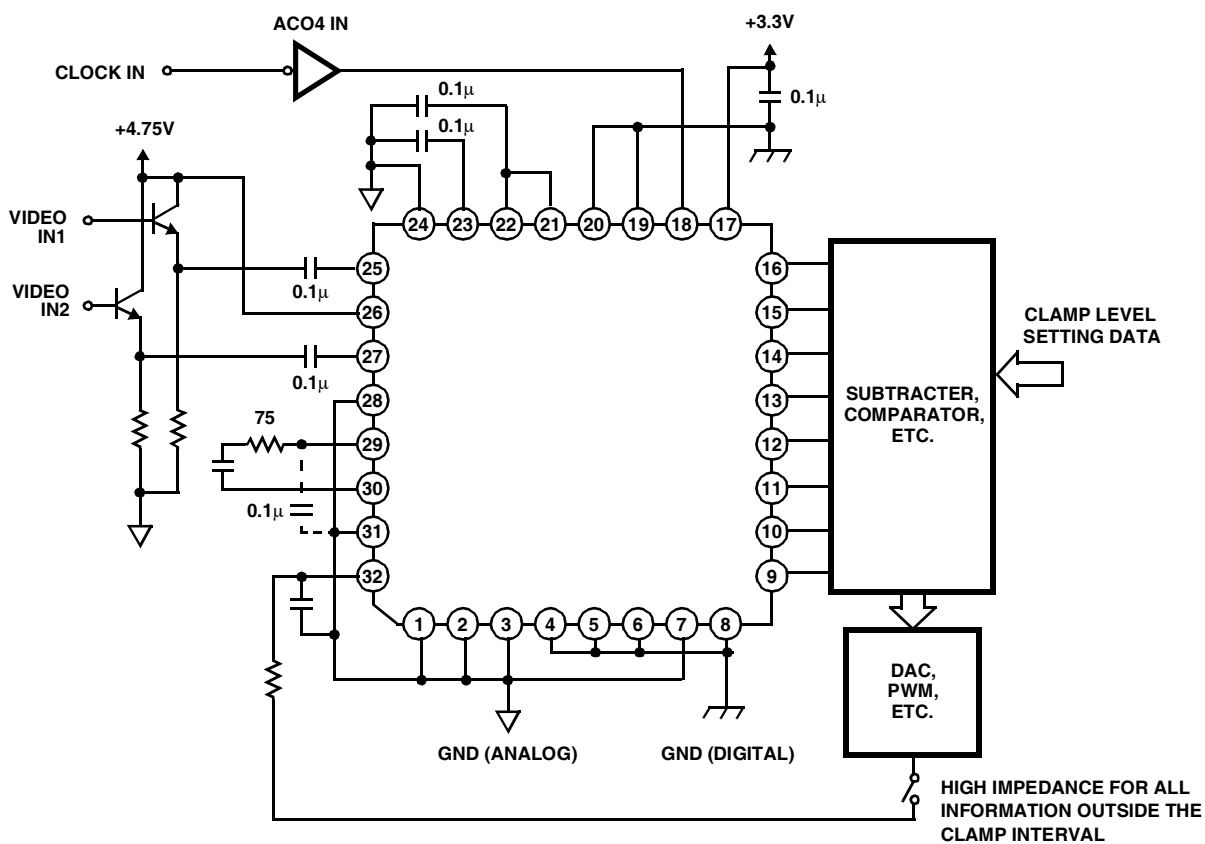 ACO4 IN
+3.3V
CLOCK IN
0.1µ
0.1µ
0.1µ
+4.75V
VIDEO
IN1
VIDEO
IN2
24
23
22
21
20
19
18
17
25
26
27
28
29
30
31
32
0.1µ
0.1µ
75
0.1µ
16
15
14
13
12
11
10
9
1
2
3
4
5
6
7
8
SUBTRACTER,
COMPARATOR,
ETC.
CLAMP LEVEL
SETTING DATA
DAC,
PWM,
ETC.
GND (ANALOG)
GND (DIGITAL)
HIGH IMPEDANCE FOR ALL
INFORMATION OUTSIDE THE
CLAMP INTERVAL